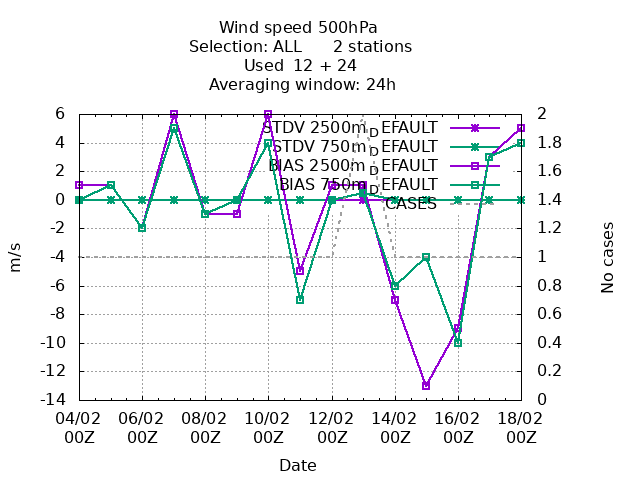 Wind speed 500hPa
Selection: ALL 2 stations
Used 12 + 24
Averaging window: 24h
6
4
2
0
-2
-4
-6
-8
-10
-12
-14
2
1.8
1.6
1.4
1.2
1
0.8
0.6
0.4
0.2
0
STDV 2500m_DEFAULT
STDV 750m_DEFAULT
BIAS 2500m_DEFAULT
BIAS 750m_DEFAULT
CASES
m/s
No cases
04/02 06/02 08/02 10/02 12/02 14/02 16/02 18/02
00Z 00Z 00Z 00Z 00Z 00Z 00Z 00Z
Date